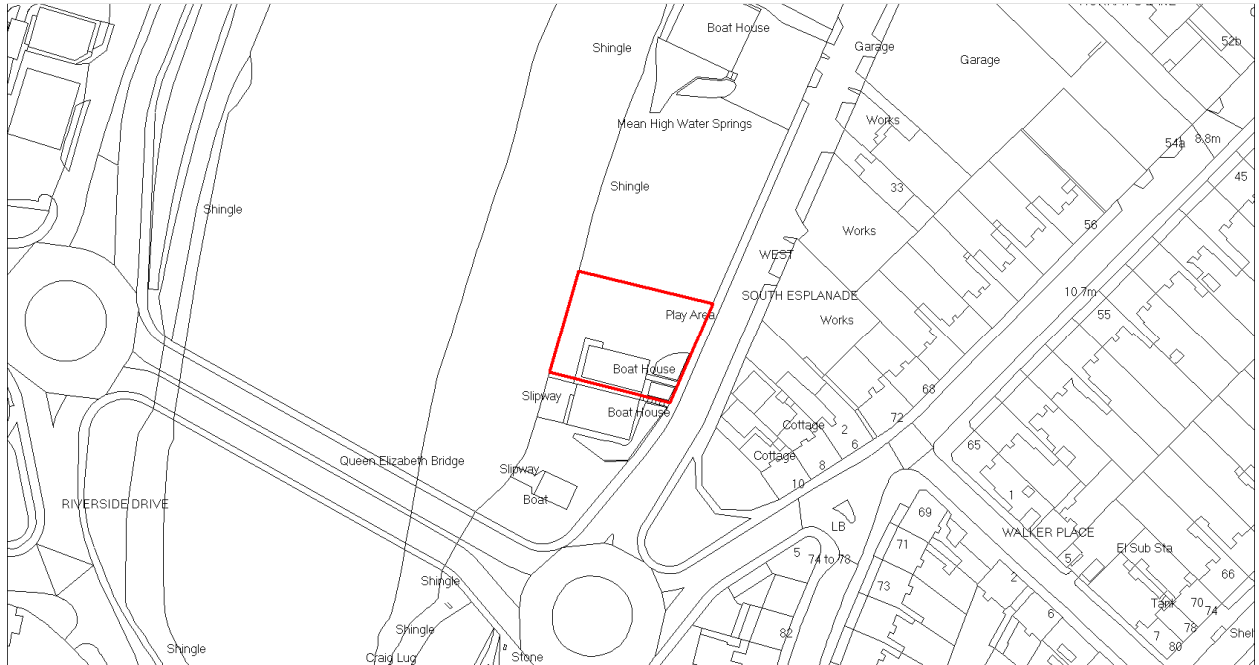 Boat House
Shingle
Garage
52b
Garage
Mean High Water Springs
Works
8.8m
54a
45
Shingle
33
Shingle
56
Works
WEST
10.7m
SOUTH ESPLANADE
Play Area
Works
55
Boat House
68
Slipway
Boat House
72
Cottage
2
6
65
Cottage
8
Queen Elizabeth Bridge
Slipway
10
1
Boat
RIVERSIDE DRIVE
69
LB
WALKER PLACE
71
El Sub Sta
5
74 to 78
5
66
Shingle
73
2
Tank
70
74
6
78
Shingle
82
7
80
Shingle
Craig Lug
Stone